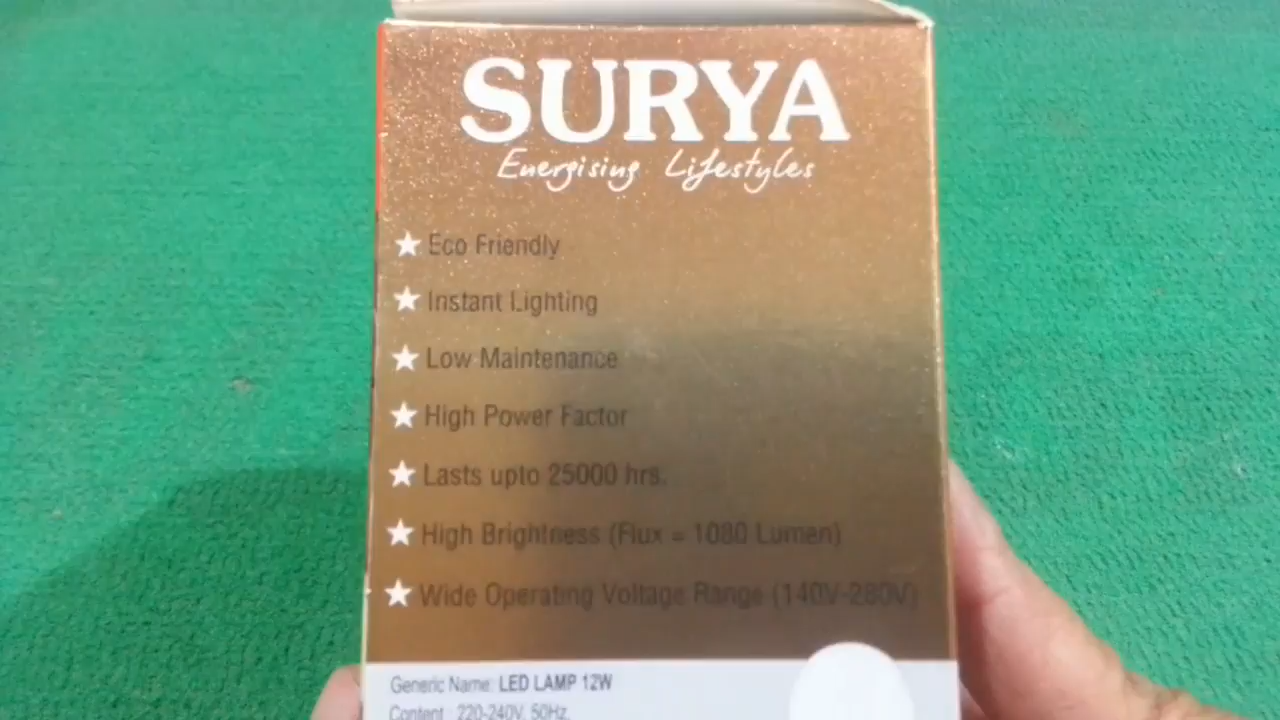 SURYA
Energising Lifestyles
Eco Friendly
Instant Lighting
Low Maintenance
High Power Factor
Lasts upto 25000 hrs.
High Brightness (Flux = 1080 Lumen)
Wide Operating Voltage Range (140V-280V)
Generic Name: LED LAMP 12W
Content : 220-240V, 50Hz,